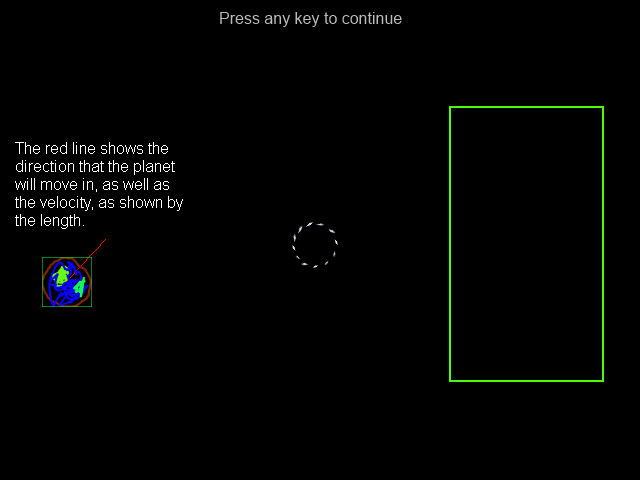 Press any key to continue
The red line shows the
direction that the planet
will move in, as well as
the velocity, as shown by
the length.